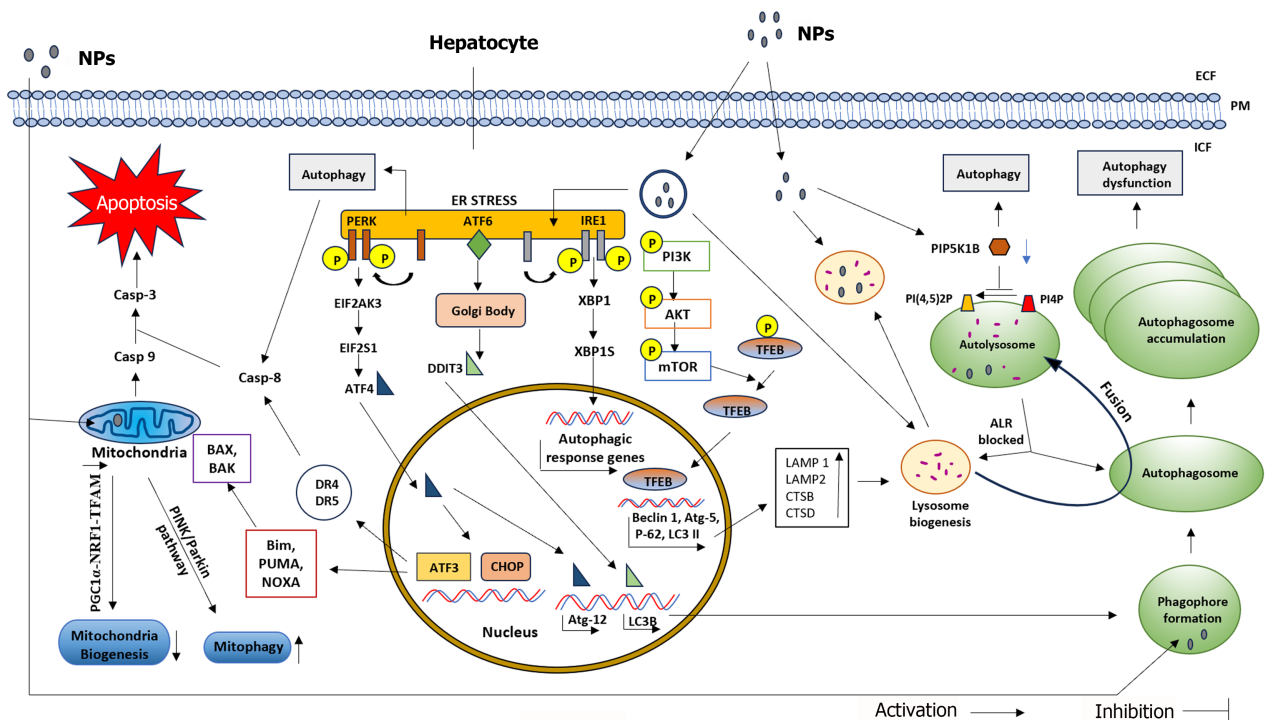 NPs
Hepatocyte
NPs
ECF
PM
ICF
Apoptosis
Autophagy
ER STRESS
PERK
ATF6
IRE1
P
P
P
P
Autophagy
Autophagy
dysfunction
P
PI3K
P
AKT
P
mTOR
P
TFEB
TFEB
PIP5K1B
PI(4,5)2P
PI4P
Autolysosome
Autophagosome
accumulation
Casp-3
Casp 9
Casp-8
EIF2AK3
EIF2S1
ATF4
Golgi Body
DDIT3
XBP1
XBP1S
Fusion
ALR
blocked
Mitochondria
BAX,
BAK
Autophagic
response genes
TFEB
Beclin 1, Atg-5,
P-62, LC3 II
LAMP 1
LAMP2
CTSB
CTSD
Lysosome
biogenesis
Autophagosome
DR4
DR5
PGC1α-NRF1-TFAM
PINK/Parkin
pathway
Bim,
PUMA,
NOXA
ATF3
CHOP
Atg-12
LC3B
Nucleus
Phagophore
formation
Mitochondria
Biogenesis
Mitophagy
Activation
Inhibition